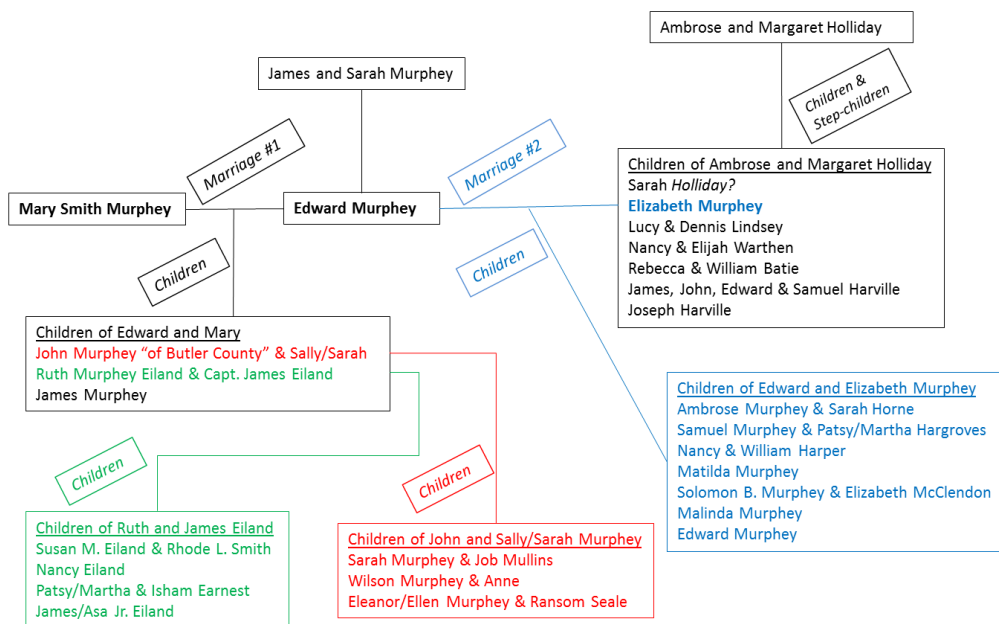 Ambrose and Margaret Holliday
James and Sarah Murphey
Children &
Step-children
Marriage #1
Marriage #2
Mary Smith Murphey
Edward Murphey
Children of Ambrose and Margaret Holliday
Sarah Holliday?
Elizabeth Murphey
Lucy & Dennis Lindsey
Nancy & Elijah Warthen
Rebecca & William Batie
James, John, Edward & Samuel Harville
Joseph Harville
Children
Children
Children of Edward and Mary
John Murphey “of Butler County” & Sally/Sarah
Ruth Murphey Eiland & Capt. James Eiland
James Murphey
Children of Edward and Elizabeth Murphey
Ambrose Murphey & Sarah Horne
Samuel Murphey & Patsy/Martha Hargroves
Nancy & William Harper
Matilda Murphey
Solomon B. Murphey & Elizabeth McClendon
Malinda Murphey
Edward Murphey
Children
Children
Children of Ruth and James Eiland
Susan M. Eiland & Rhode L. Smith
Nancy Eiland
Patsy/Martha & Isham Earnest
James/Asa Jr. Eiland
Children of John and Sally/Sarah Murphey
Sarah Murphey & Job Mullins
Wilson Murphey & Anne
Eleanor/Ellen Murphey & Ransom Seale